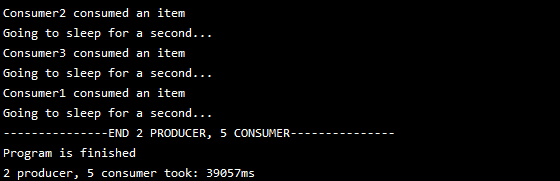 Consumer2 consumed an item
Going to sleep for a second...
Consumer3 consumed an item
Going to sleep for a second...
Consumer1 consumed an item
Going to sleep for a second...
---------------END 2 PRODUCER, 5 CONSUMER---------------
Program is finished
2 producer, 5 consumer took: 39057ms